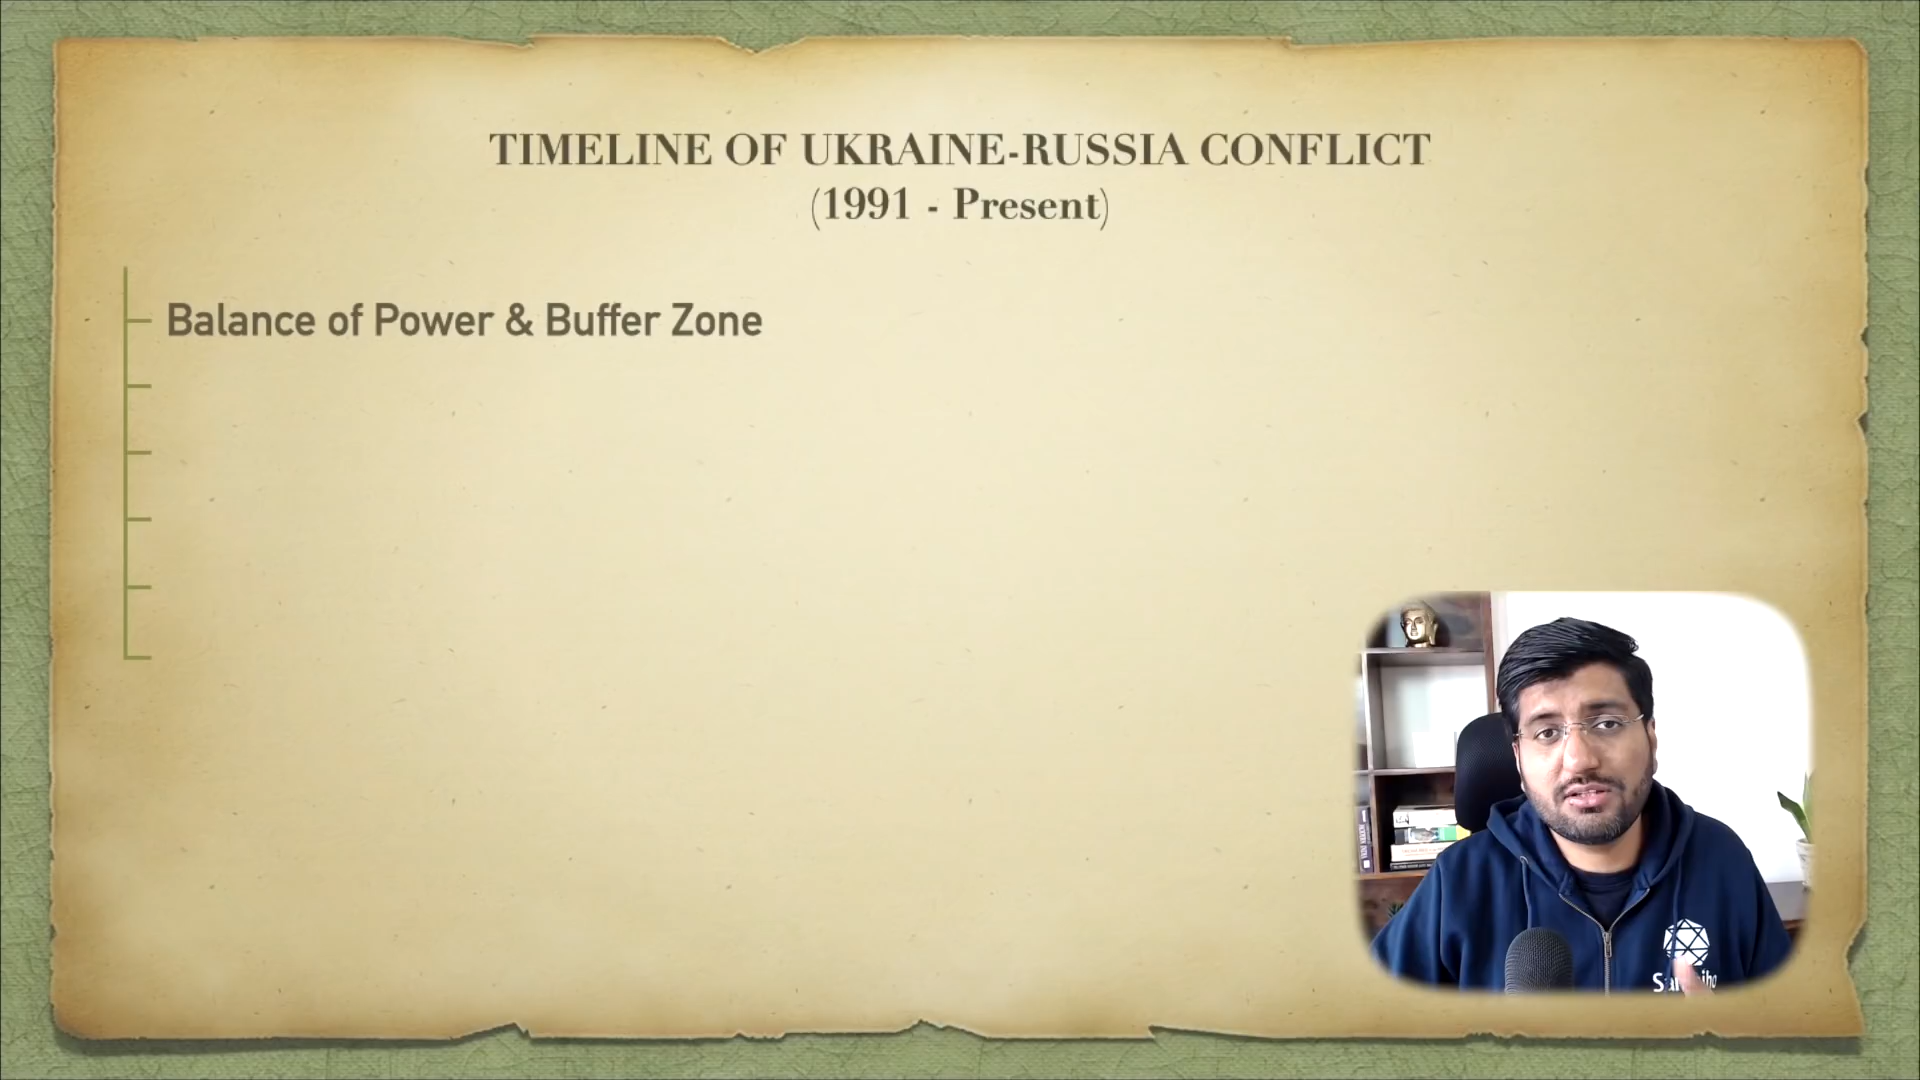 TIMELINE OF UKRAINE-RUSSIA CONFLICT
(1991 - Present)
Balance of Power & Buffer Zone